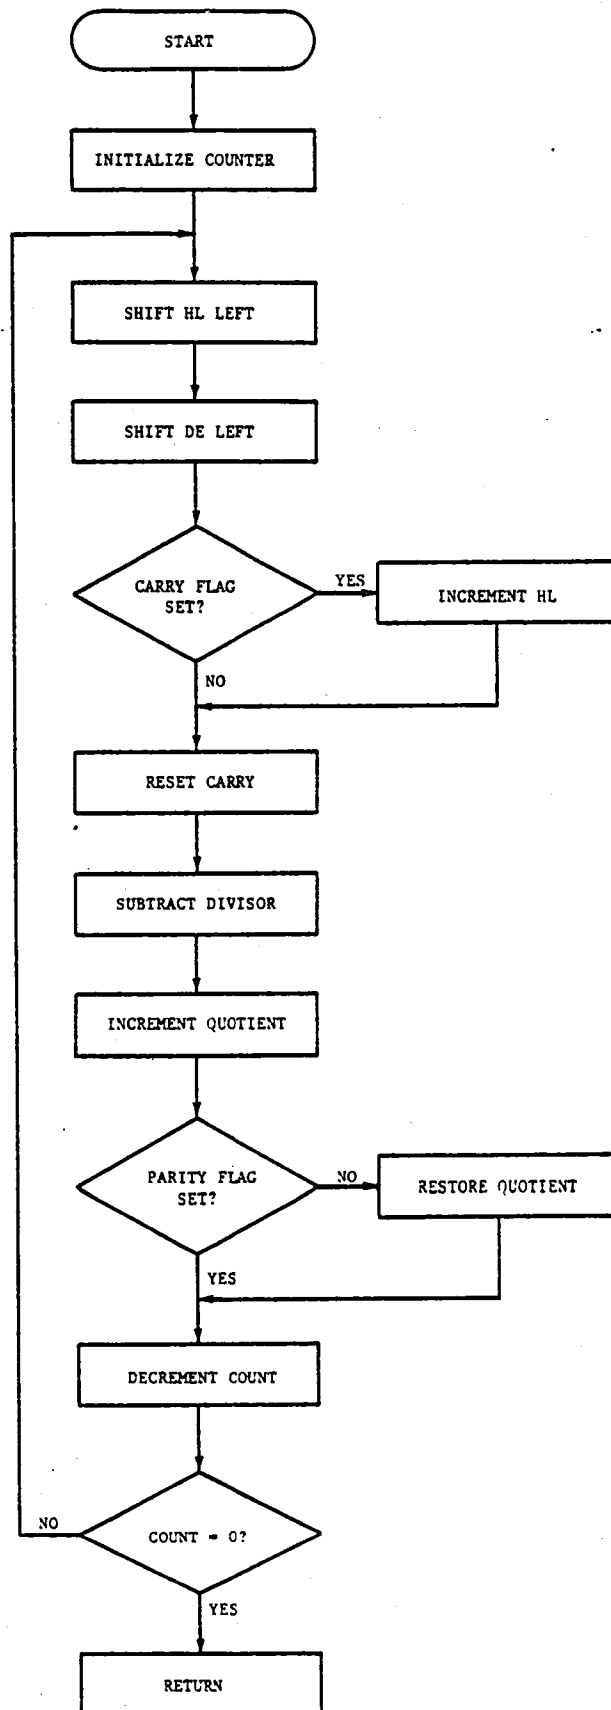 START
INITIALIZE COUNTER
SHIFT HL LEFT
SHIFT DE LEFT
CARRY FLAG
SET?
YES
INCREMENT HL
NO
RESET CARRY
SUBTRACT DIVISOR
INCREMENT QUOTIENT
PARITY FLAG
SET?
NO
RESTORE QUOTIENT
YES
DECREMENT COUNT
NO
COUNT = 0?
YES
RETURN